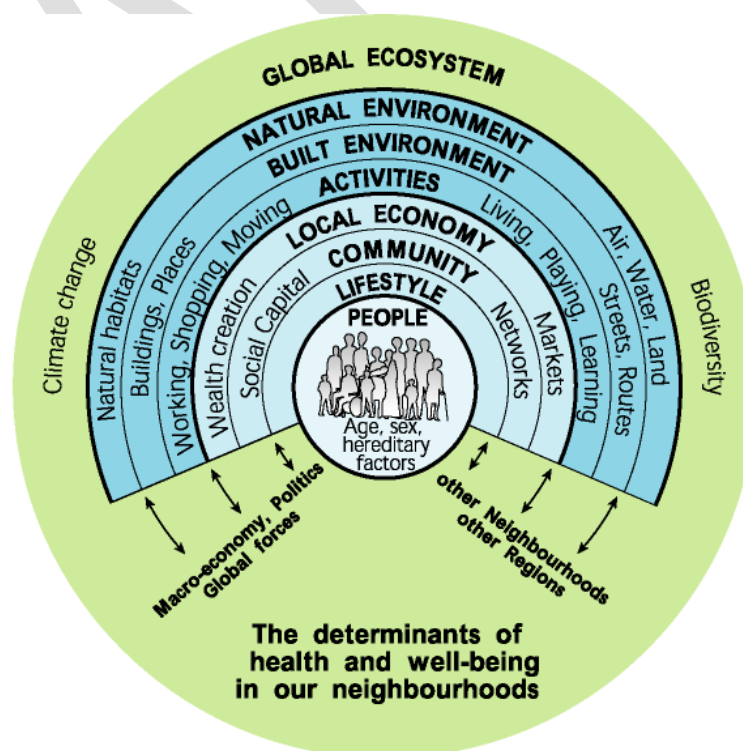 GLOBAL ECOSYSTEM
NATURAL ENVIRONMENT
BUILT ENVIRONMENT
ACTIVITIES
LOCAL ECONOMY
COMMUNITY
LIFESTYLE
PEOPLE
Age, sex,
hereditary
factors
Climate change
Natural habitats
Buildings, Places
Working, Shopping, Moving
Wealth creation
Social Capital
Networks
Markets
Living, Playing, Learning
Streets, Routes
Air, Water, Land
Biodiversity
Macro-economy, Politics
Global forces
other Neighbourhoods
other Regions
The determinants of
health and well-being
in our neighbourhoods